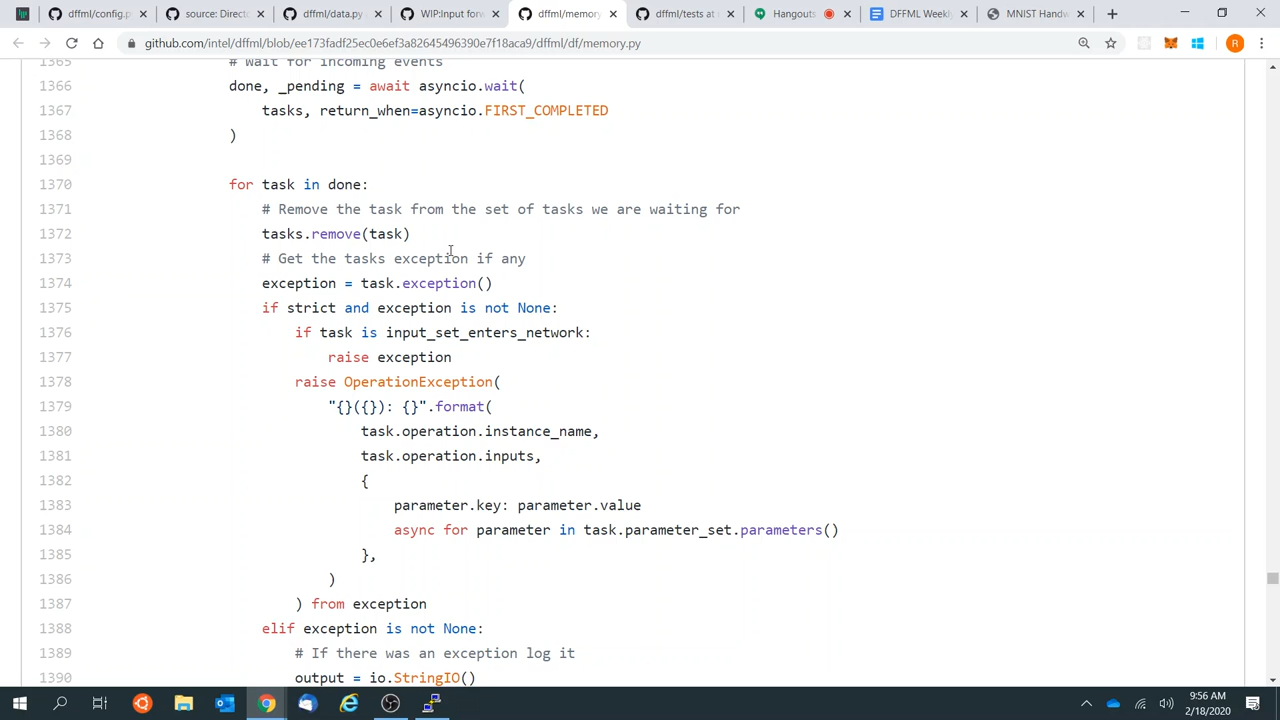 dffml/config.p
source: Direct
dffml/data.py
WIP:Input forw
dffml/memory
dffml/tests at
Hangouts
DFFML Weekly
MNIST Handw
github.com/intel/dffml/blob/ee173fadf25ec0e6ef3a82645496390e7f18aca9/dffml/df/memory.py
R
1365 # Wait for incoming events
1366 done, _pending = await asyncio.wait(
1367 tasks, return_when=asyncio.FIRST_COMPLETED
1368 )
1369
1370 for task in done:
1371 # Remove the task from the set of tasks we are waiting for
1372 tasks.remove(task)
1373 # Get the tasks exception if any
1374 exception = task.exception()
1375 if strict and exception is not None:
1376 if task is input_set_enters_network:
1377 raise exception
1378 raise OperationException(
1379 "{}({}): {}".format(
1380 task.operation.instance_name,
1381 task.operation.inputs,
1382 {
1383 parameter.key: parameter.value
1384 async for parameter in task.parameter_set.parameters()
1385 },
1386 )
1387 ) from exception
1388 elif exception is not None:
1389 # If there was an exception log it
1390 output = io.StringIO()
9:56 AM
2/18/2020